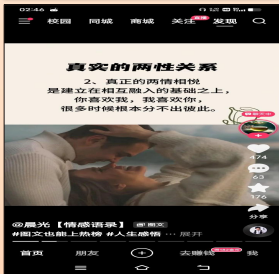 02:46
校园 同城 商城 关注 发现
真实的两性关系
2、真正的两情相悦
是建立在相互融入的基础之上，
你喜欢我，我喜欢你，
很多时候根本分不出彼此。
474
63
176
分享
@晨光【情感语录】 图文
#图文也能上热榜 #人生感悟 … 展开
首页 朋友 去赚钱 我